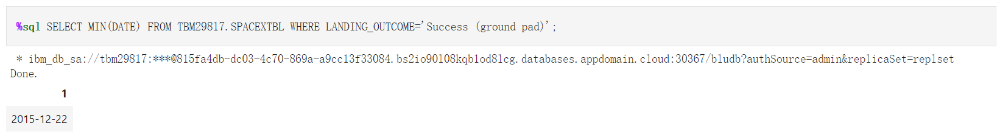 %sql SELECT MIN(DATE) FROM TBM29817.SPACEXTBL WHERE LANDING_OUTCOME='Success (ground pad)';
* ibm_db_sa://tbm29817:***@815fa4db-dc03-4c70-869a-a9cc13f33084.bs2io90l08kqb1od8lcg.databases.appdomain.cloud:30367/bludb?authSource=admin&replicaSet=replset
Done.
1
2015-12-22